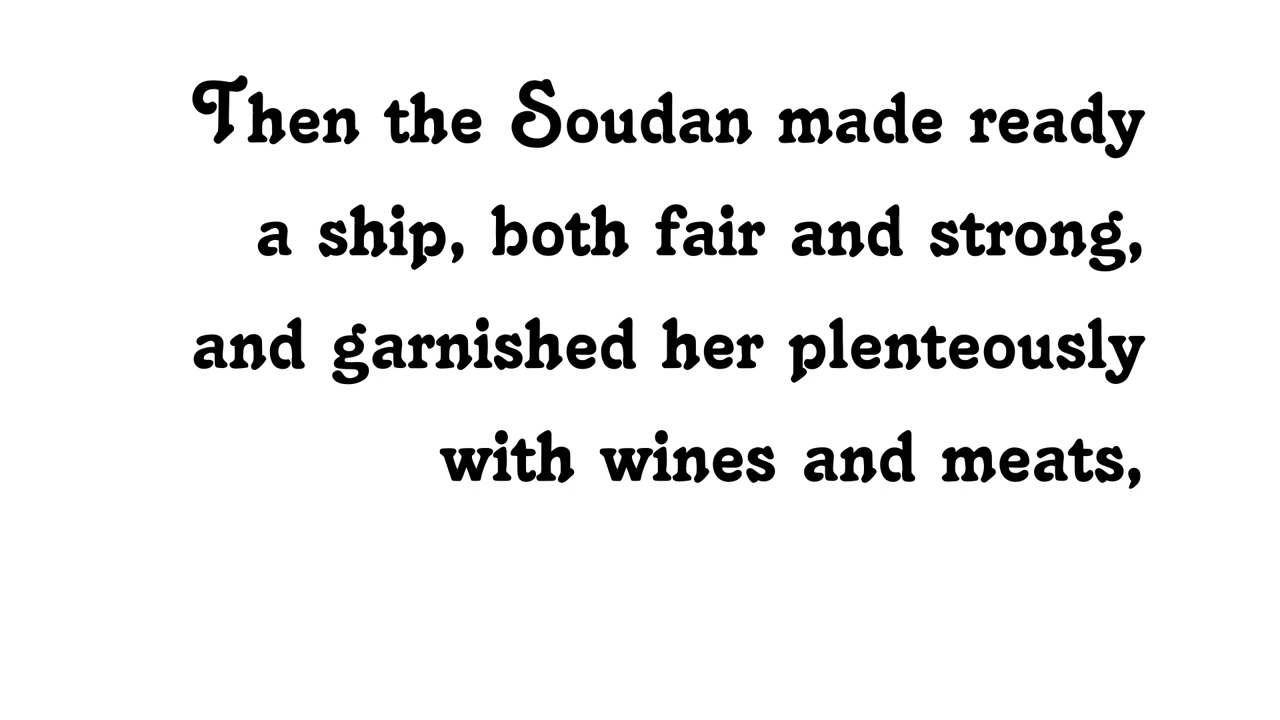 Then the Soudan made ready
a ship, both fair and strong,
and garnished her plenteously
with wines and meats,